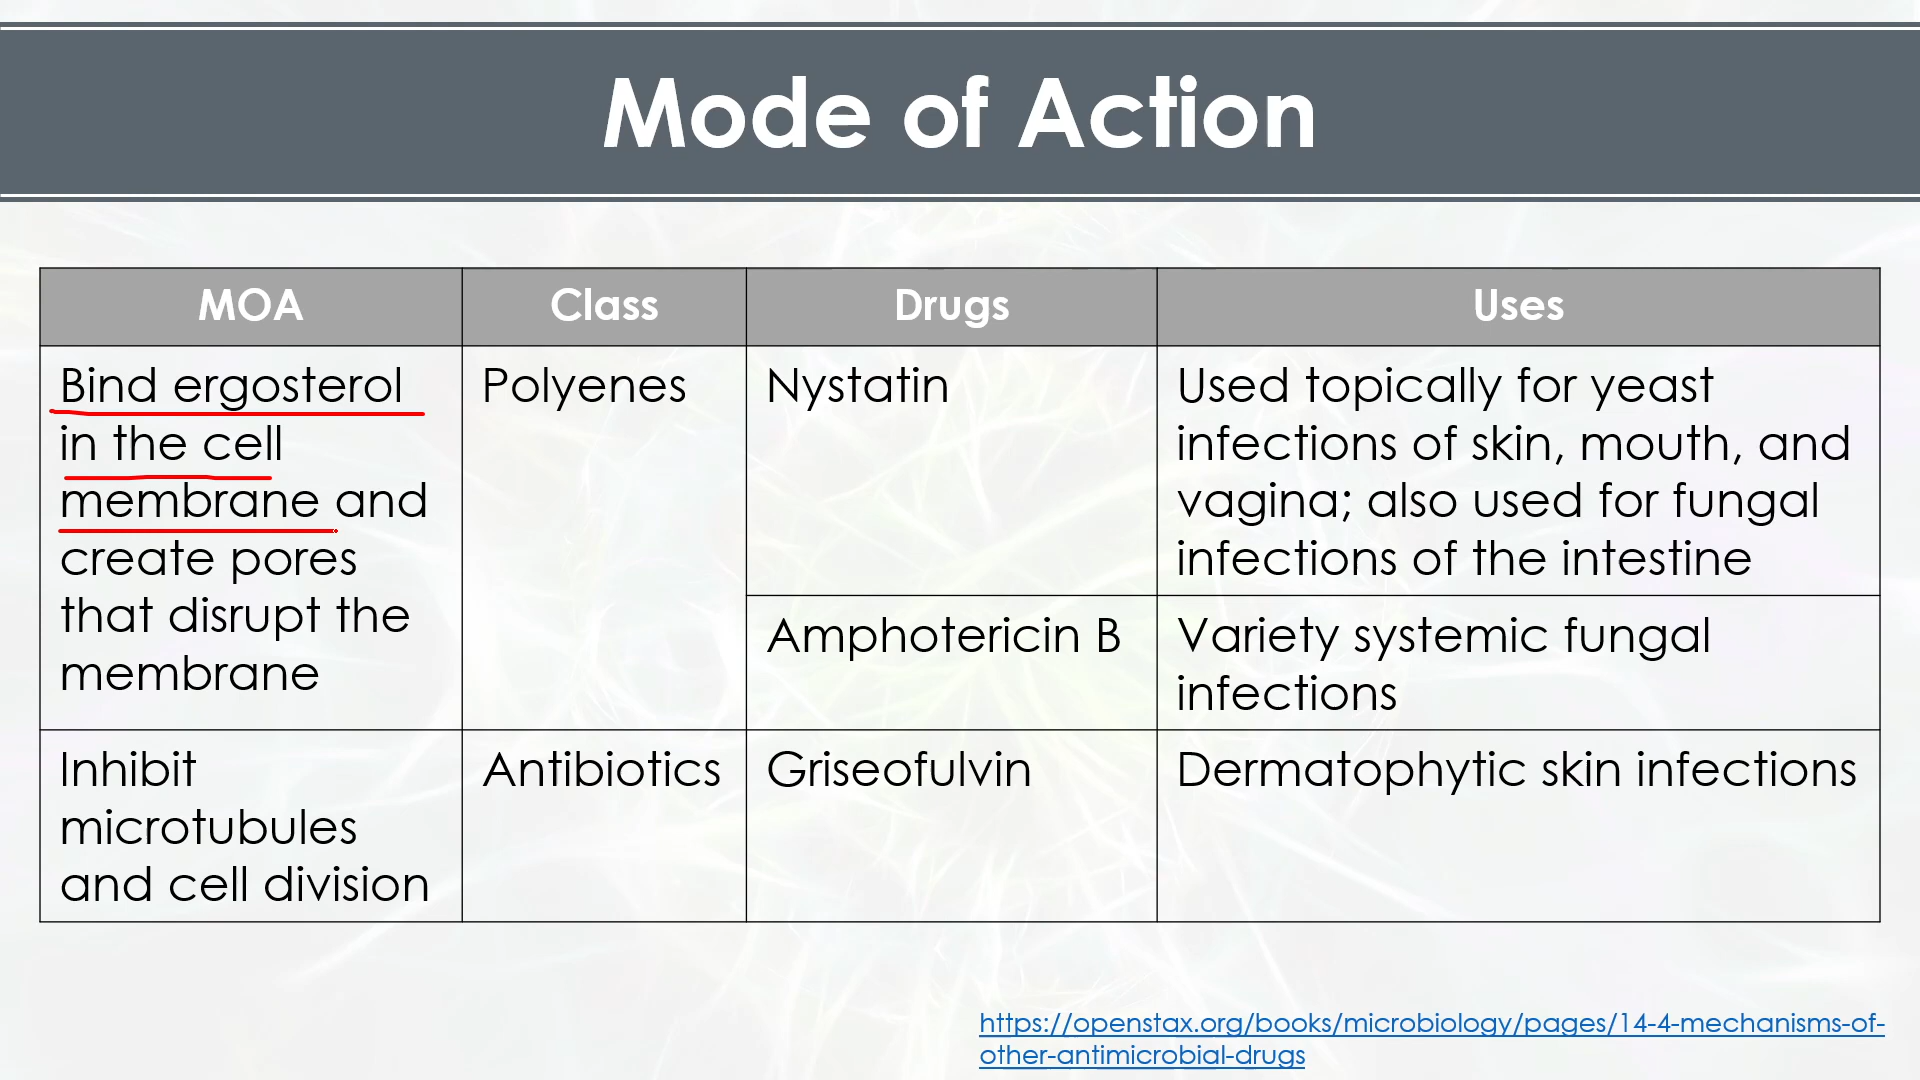 Mode of Action
MOA
Class
Drugs
Uses
Bind ergosterol
in the cell
membrane and
create pores
that disrupt the
membrane
Polyenes
Nystatin
Used topically for yeast
infections of skin, mouth, and
vagina; also used for fungal
infections of the intestine
Amphotericin B
Variety systemic fungal
infections
Inhibit
microtubules
and cell division
Antibiotics
Griseofulvin
Dermatophytic skin infections
https://openstax.org/books/microbiology/pages/14-4-mechanisms-of-
other-antimicrobial-drugs